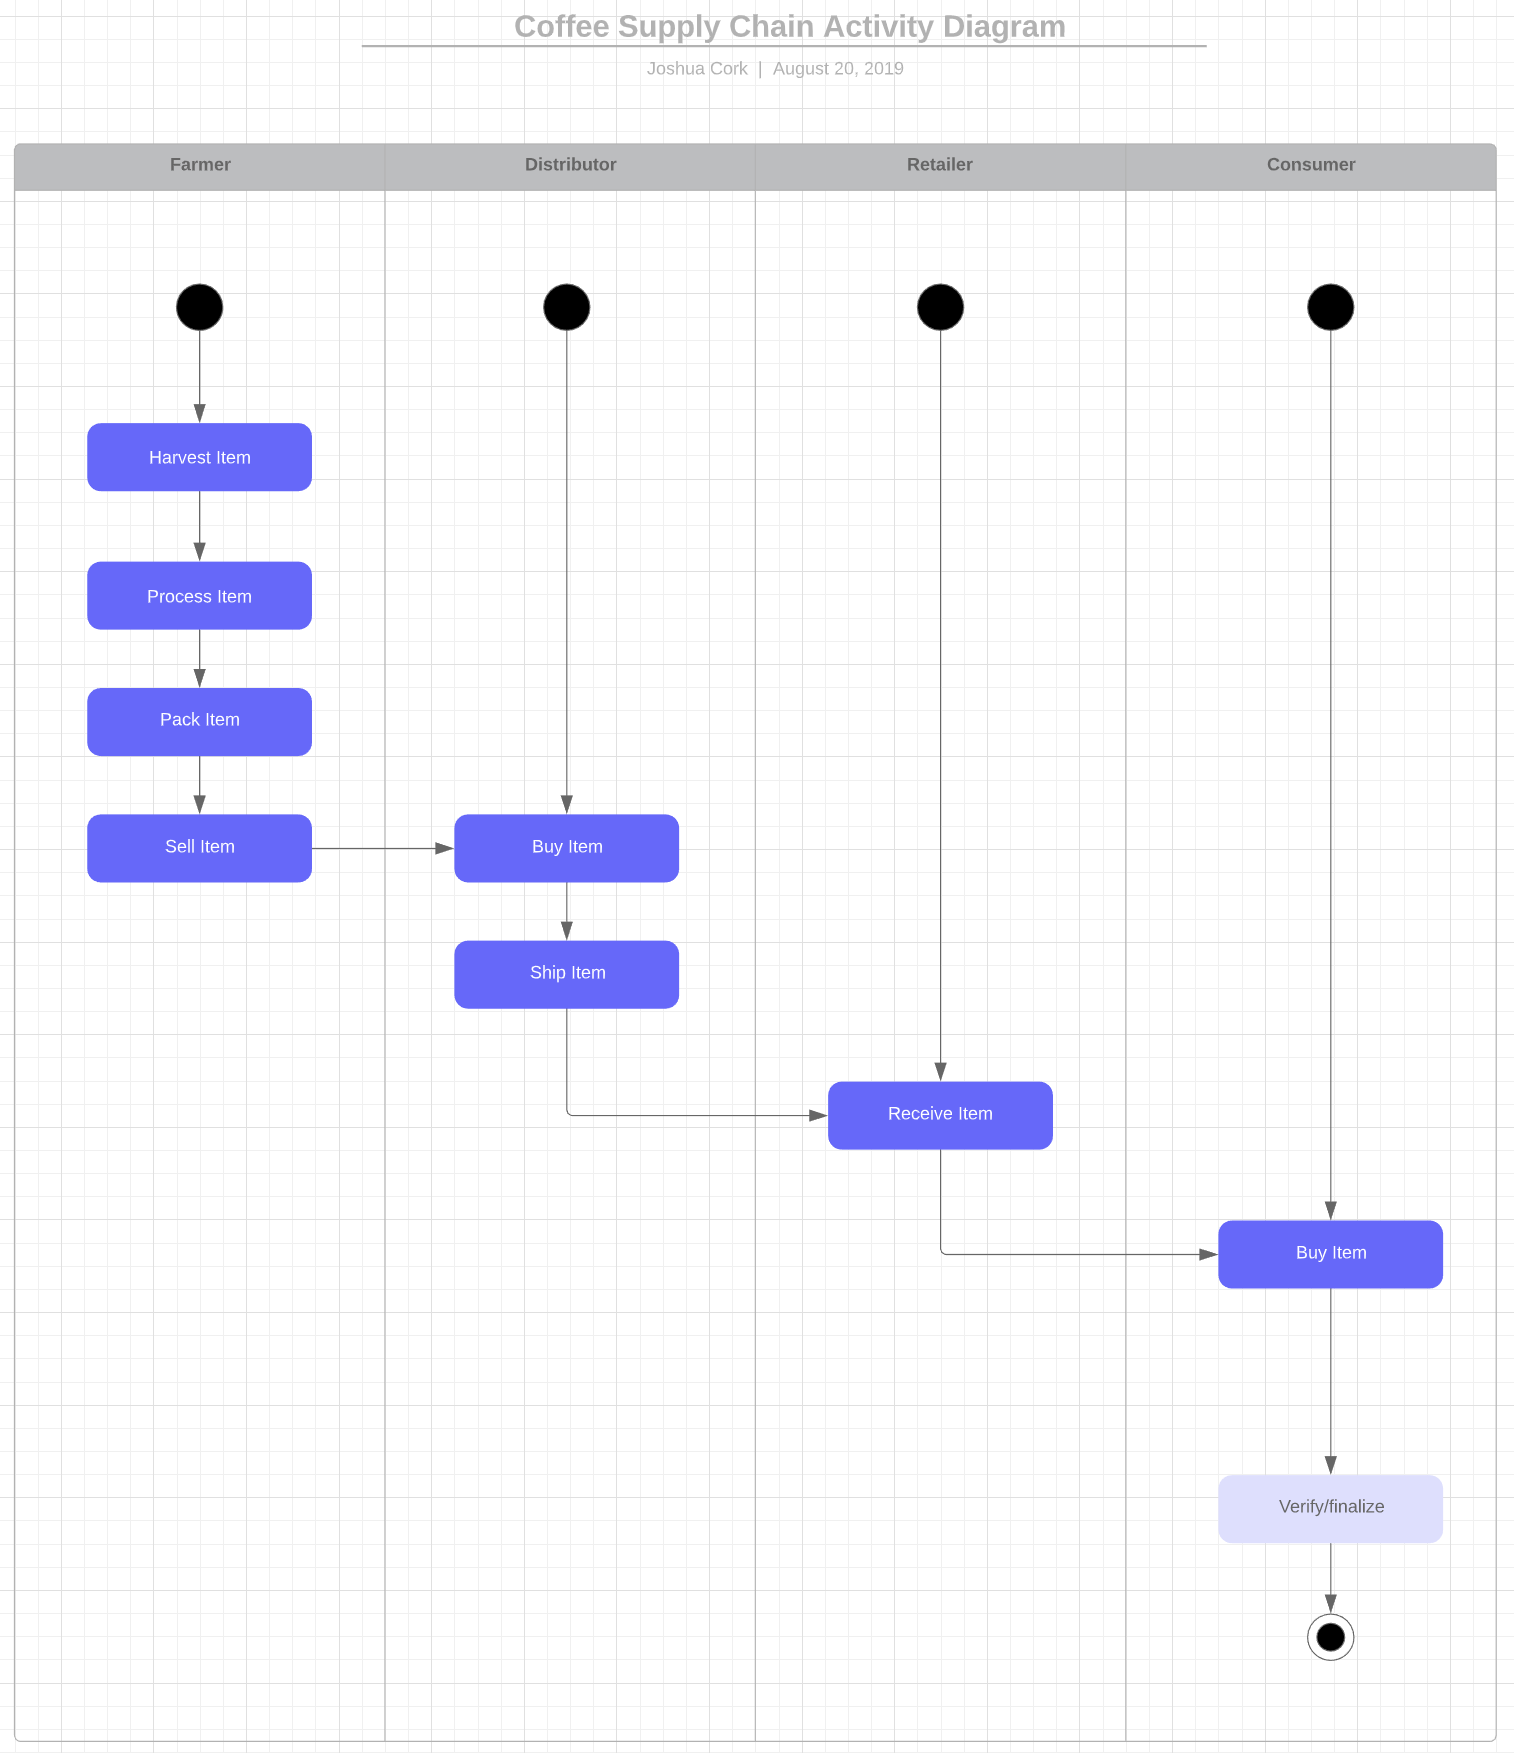 Coffee Supply Chain Activity Diagram
Joshua Cork | August 20, 2019
Farmer
Distributor
Retailer
Consumer
Harvest Item
Process Item
Pack Item
Sell Item
Buy Item
Ship Item
Receive Item
Buy Item
Verify/finalize